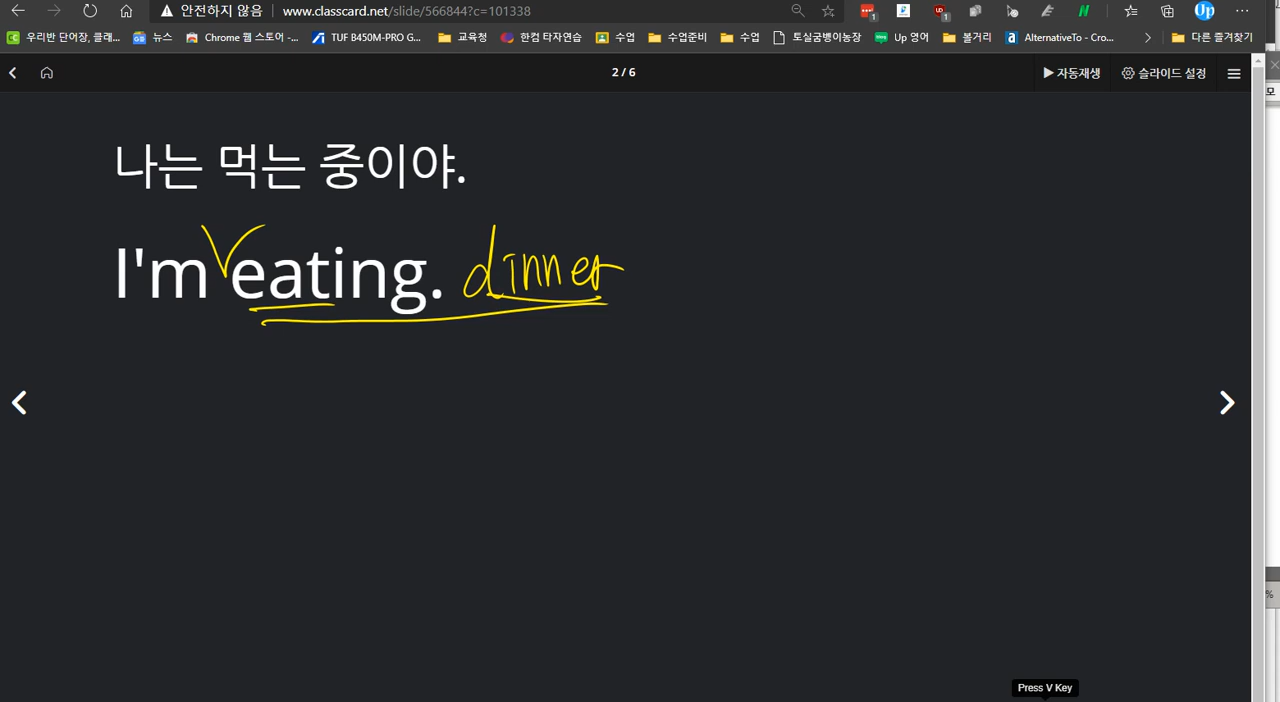 안전하지 않음 www.classcard.net/slide/566844?c=101338
우리반 단어장, 클래... 뉴스 Chrome 웹 스토어 -... TUF B450M-PRO G... 교육청 한컴 타자연습 수업 수업준비 수업 토실굼벵이농장 Up 영어 볼거리 AlternativeTo - Cro... 다른 즐겨찾기
2 / 6 자동재생 슬라이드 설정
나는 먹는 중이야.
I'm eating. dinner
Press V Key